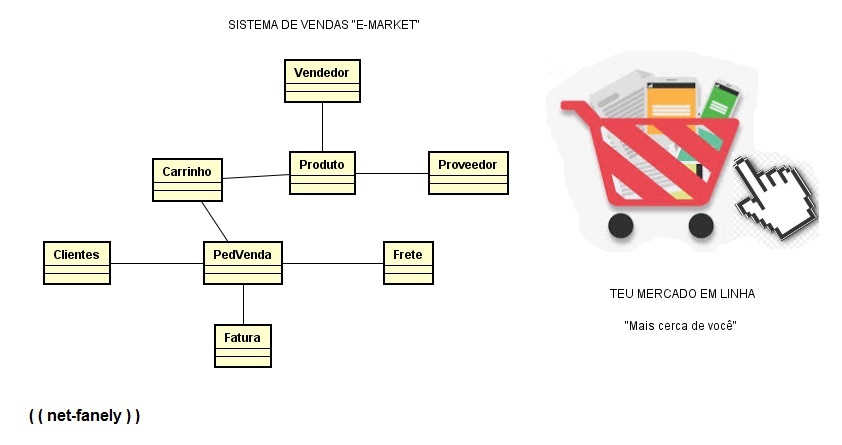 SISTEMA DE VENDAS "E-MARKET"
Vendedor
Carrinho
Produto
Proveedor
Clientes
PedVenda
Frete
Fatura
TEU MERCADO EM LINHA
"Mais cerca de você"
( ( net-fanely ) )